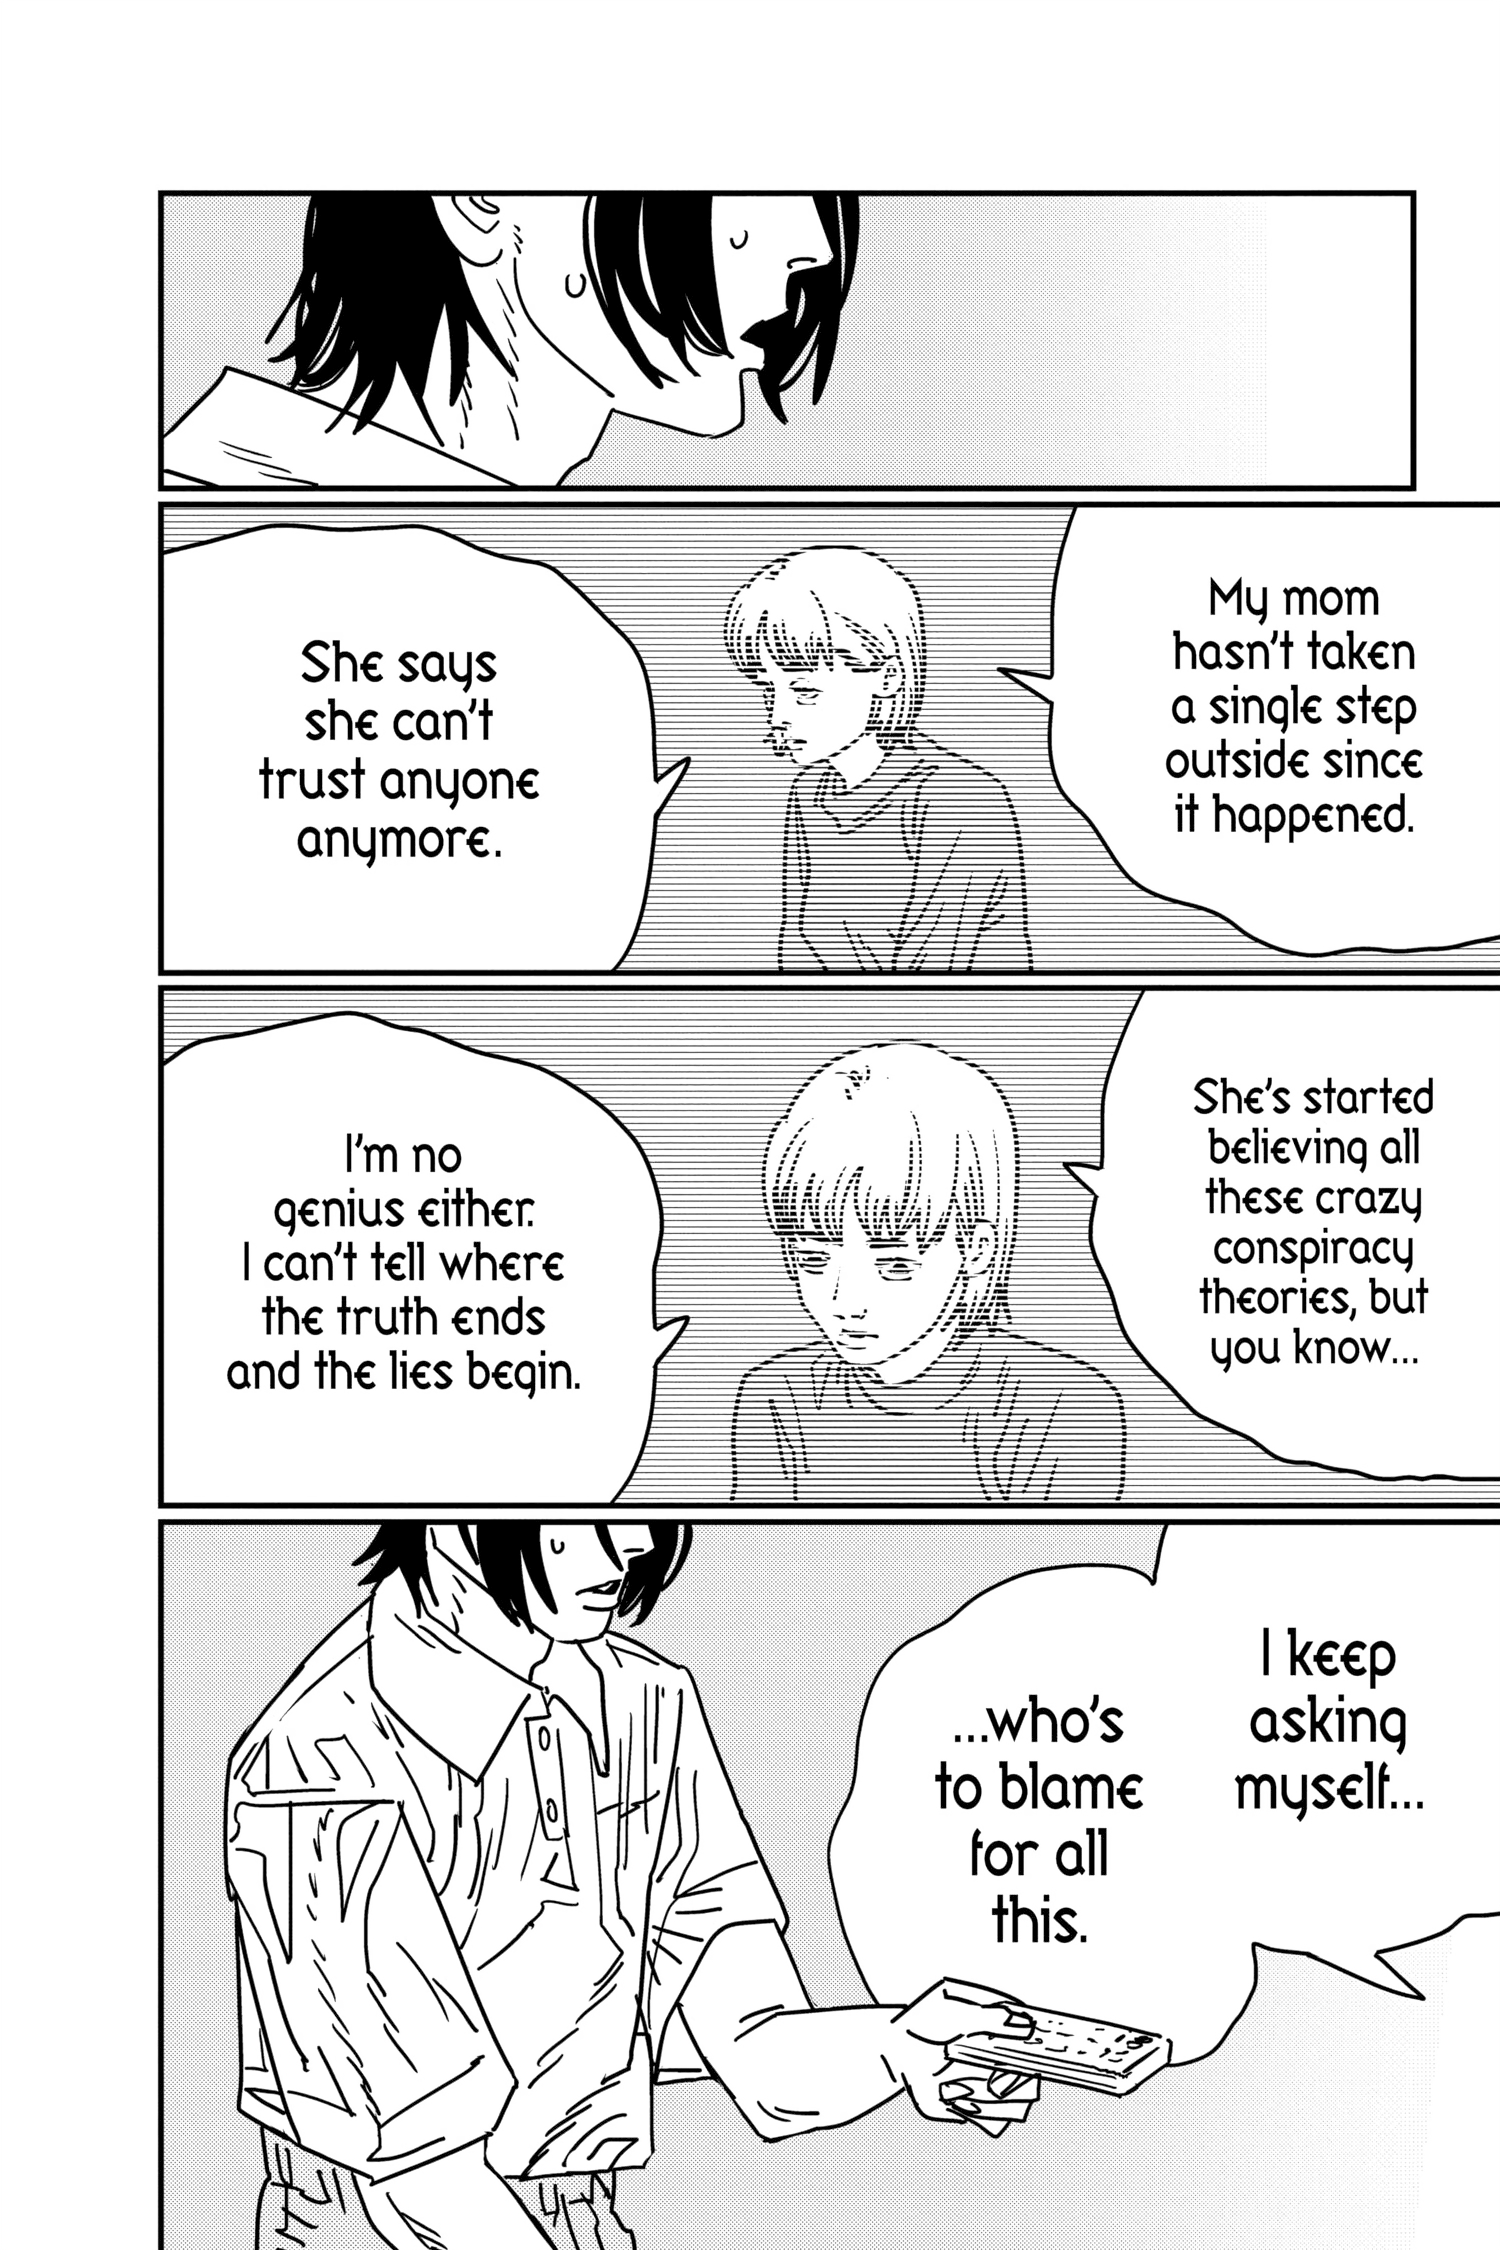 My mom
hasn't taken
a single step
outside since
it happened.
She says
she can't
trust anyone
anymore.
She's started
believing all
these crazy
conspiracy
theories, but
you know...
I'm no
genius either.
I can't tell where
the truth ends
and the lies begin.
I keep
asking
myself...
...who's
to blame
for all
this.